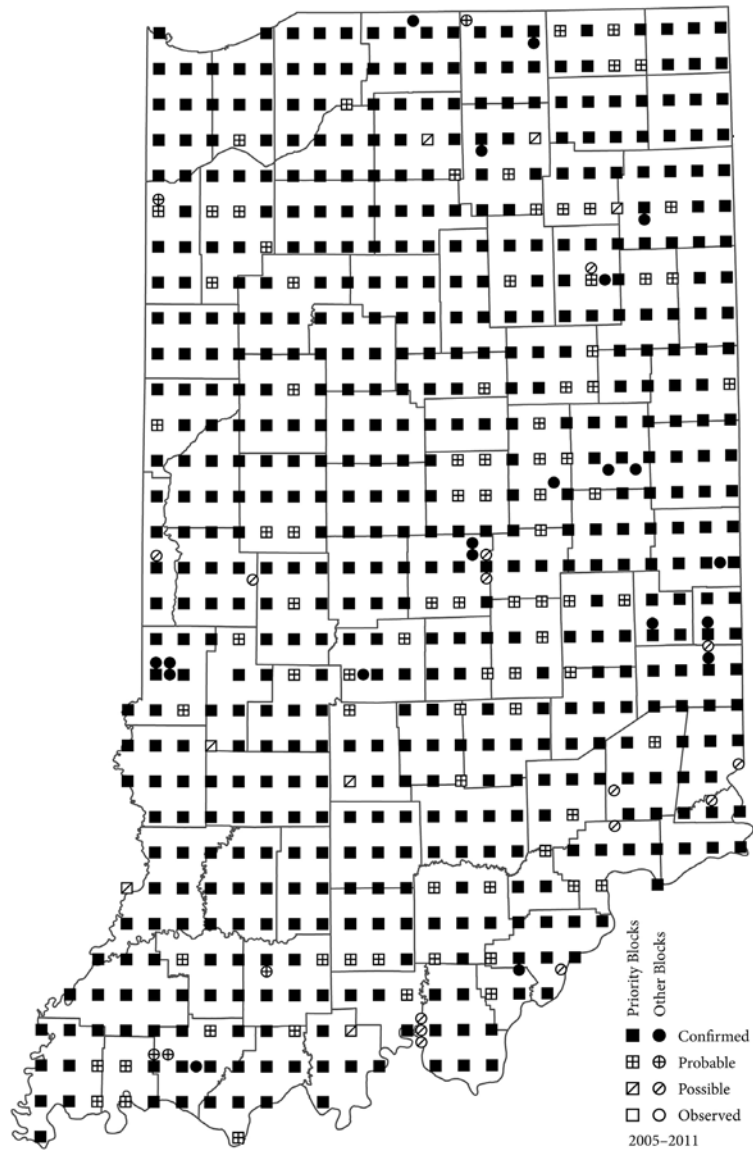 Priority Blocks
Other Blocks
Confirmed
Probable
Possible
Observed
2005–2011